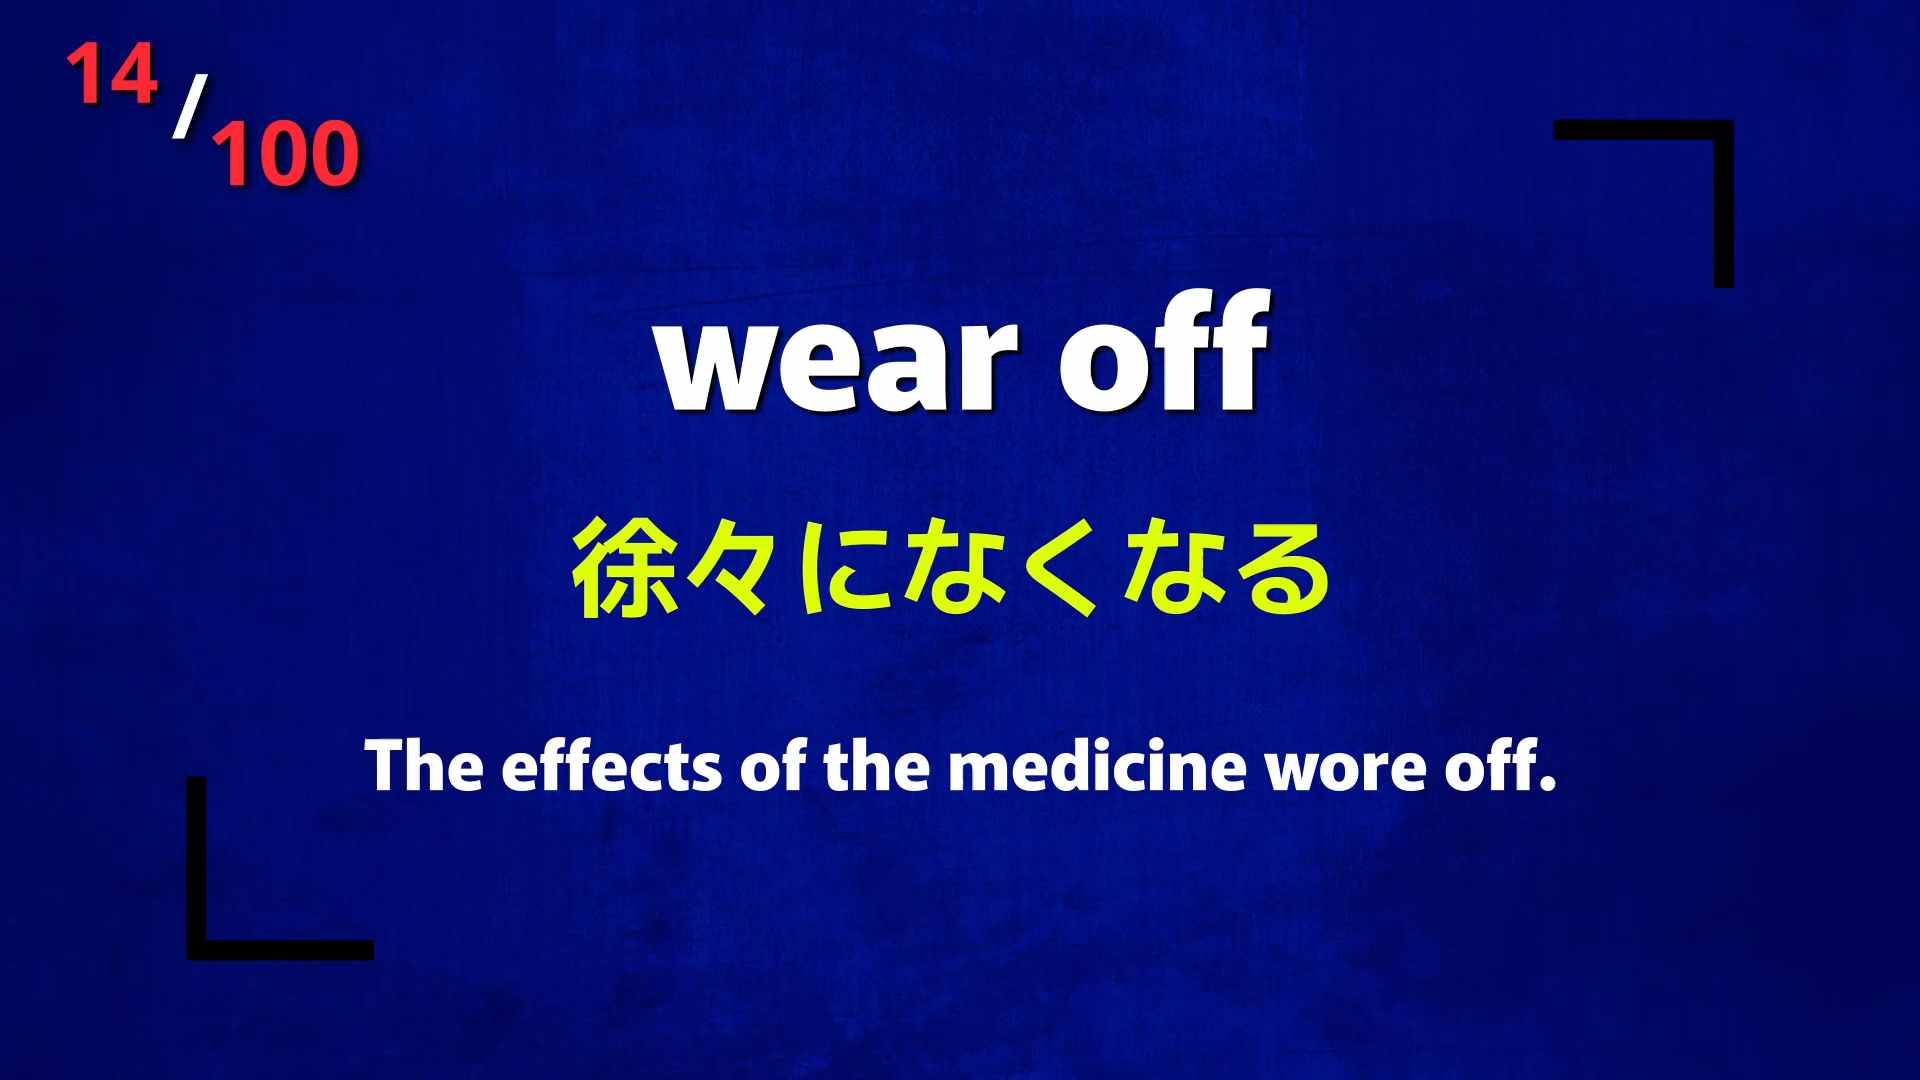 14/100
wear off
徐々になくなる
The effects of the medicine wore off.